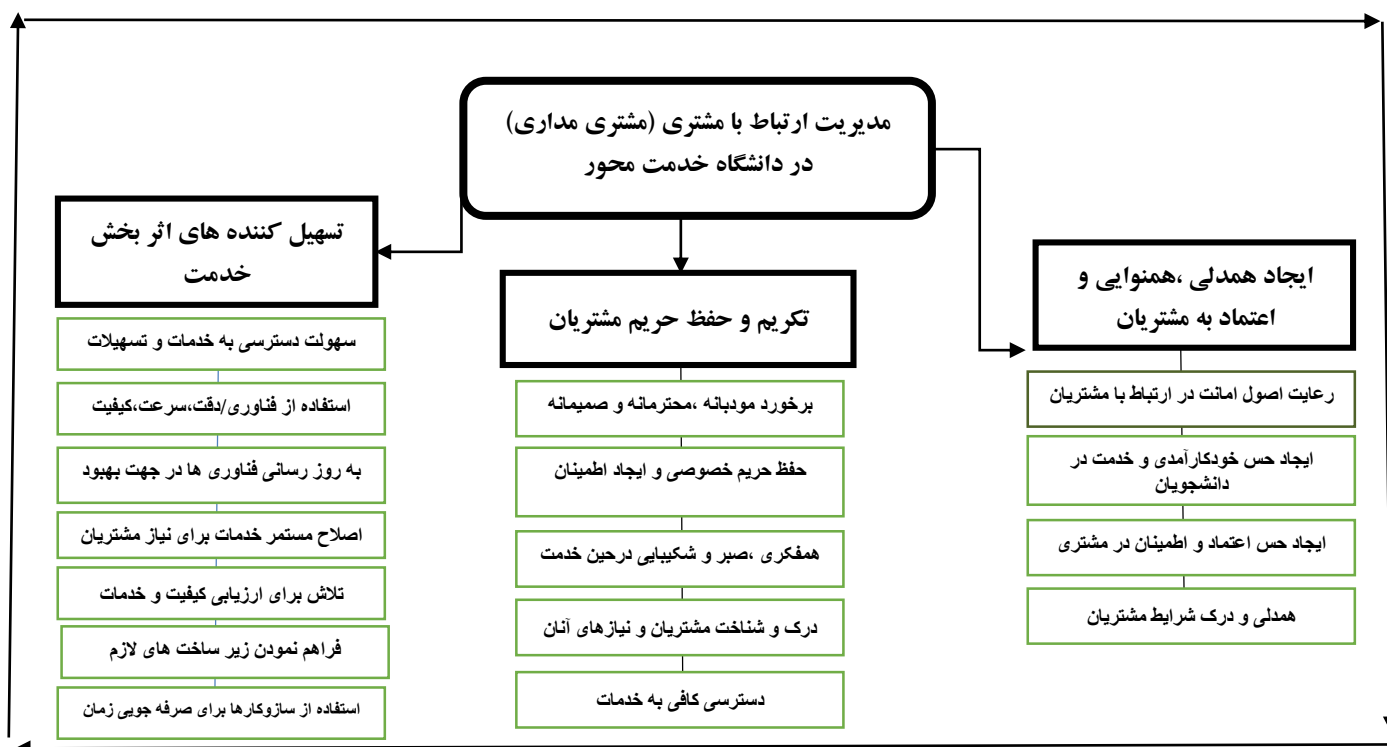 مدیریت ارتباط با مشتری (مشتری مداری)
در دانشگاه خدمت محور
ایجاد همدلی ،همنوایی و
اعتماد به مشتریان
رعایت اصول امانت در ارتباط با مشتریان
ایجاد حس خودکارآمدی و خدمت در
دانشجویان
ایجاد حس اعتماد و اطمینان در مشتری
همدلی و درک شرایط مشتریان
تکریم و حفظ حریم مشتریان
برخورد مودبانه ،محترمانه و صمیمانه
حفظ حریم خصوصی و ایجاد اطمینان
همفکری ،صبر و شکیبایی درحین خدمت
درک و شناخت مشتریان و نیازهای آنان
دسترسی کافی به خدمات
تسهیل کننده های اثر بخش
خدمت
سهولت دسترسی به خدمات و تسهیلات
استفاده از فناوری/دقت،سرعت،کیفیت
به روز رسانی فناوری ها در جهت بهبود
اصلاح مستمر خدمات برای نیاز مشتریان
تلاش برای ارزیابی کیفیت و خدمات
فراهم نمودن زیر ساخت های لازم
استفاده از سازوکارها برای صرفه جویی زمان